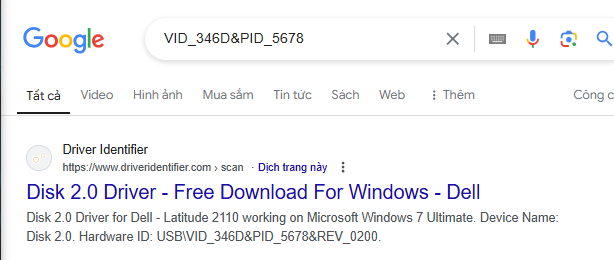 Google
VID_346D&PID_5678
Tất cả Video Hình ảnh Mua sắm Tin tức Sách Web Thêm Công c
Driver Identifier
https://www.driveridentifier.com › scan · Dịch trang này
Disk 2.0 Driver - Free Download For Windows - Dell
Disk 2.0 Driver for Dell - Latitude 2110 working on Microsoft Windows 7 Ultimate. Device Name:
Disk 2.0. Hardware ID: USB\VID_346D&PID_5678&REV_0200.